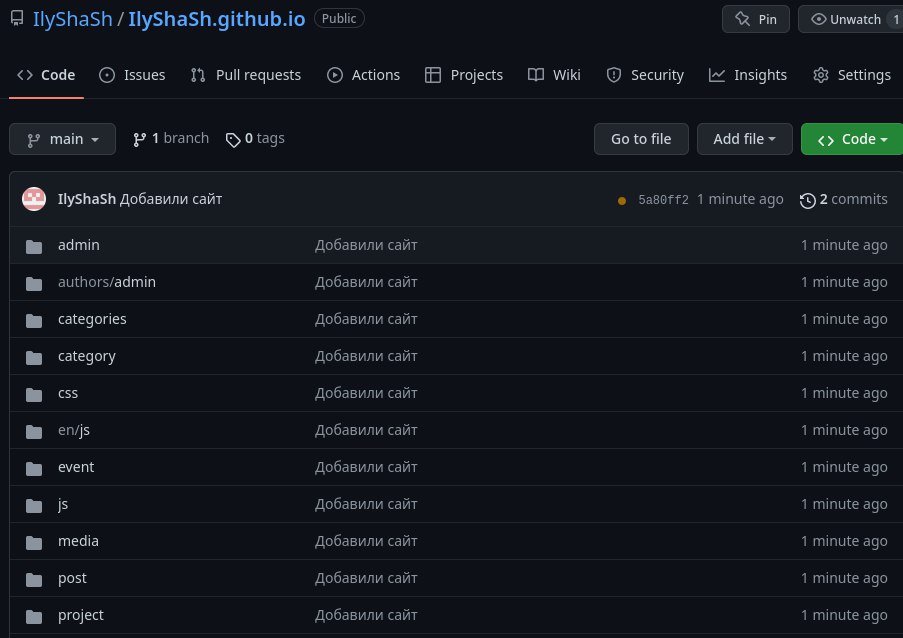 IlyShaSh / IlyShaSh.github.io Public Pin Unwatch 1
Code Issues Pull requests Actions Projects Wiki Security Insights Settings
main 1 branch 0 tags Go to file Add file Code
IlyShaSh Добавили сайт 5a80ff2 1 minute ago 2 commits
admin Добавили сайт 1 minute ago
authors/admin Добавили сайт 1 minute ago
categories Добавили сайт 1 minute ago
category Добавили сайт 1 minute ago
css Добавили сайт 1 minute ago
en/js Добавили сайт 1 minute ago
event Добавили сайт 1 minute ago
js Добавили сайт 1 minute ago
media Добавили сайт 1 minute ago
post Добавили сайт 1 minute ago
project Добавили сайт 1 minute ago